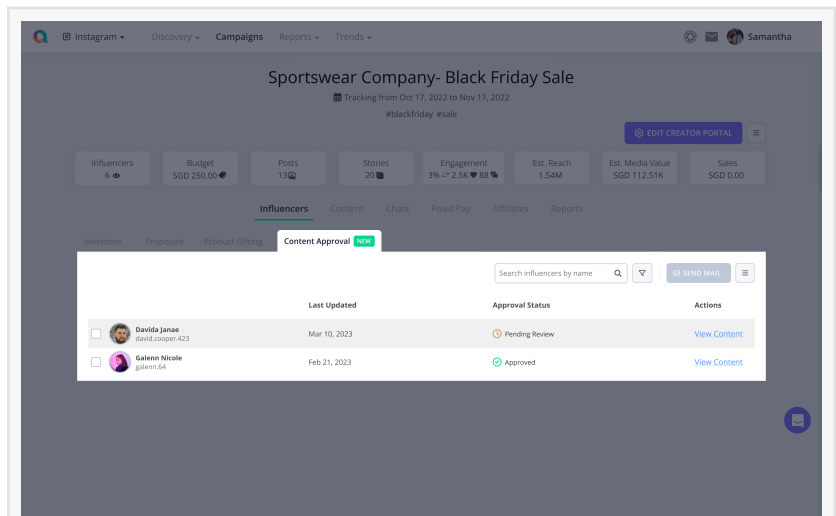 Instagram Discovery Campaigns Reports Trends Samantha
Sportswear Company- Black Friday Sale
Tracking from Oct 17, 2022 to Nov 17, 2022
#blackfriday #sale
EDIT CREATOR PORTAL
Influencers Budget Posts Stories Engagement Est. Reach Est. Media Value Sales
6 SGD 250.00 13 20 3% 2.5K 88 1.54M SGD 112.51K SGD 0.00
Influencers Content Chats Fixed Pay Affiliates Reports
Invitations Proposals Product Gifting Content Approval NEW
Search influencers by name SEND MAIL
Last Updated Approval Status Actions
Davida Janae
david.cooper.423 Mar 10, 2023 Pending Review View Content
Galenn Nicole
galenn.64 Feb 21, 2023 Approved View Content